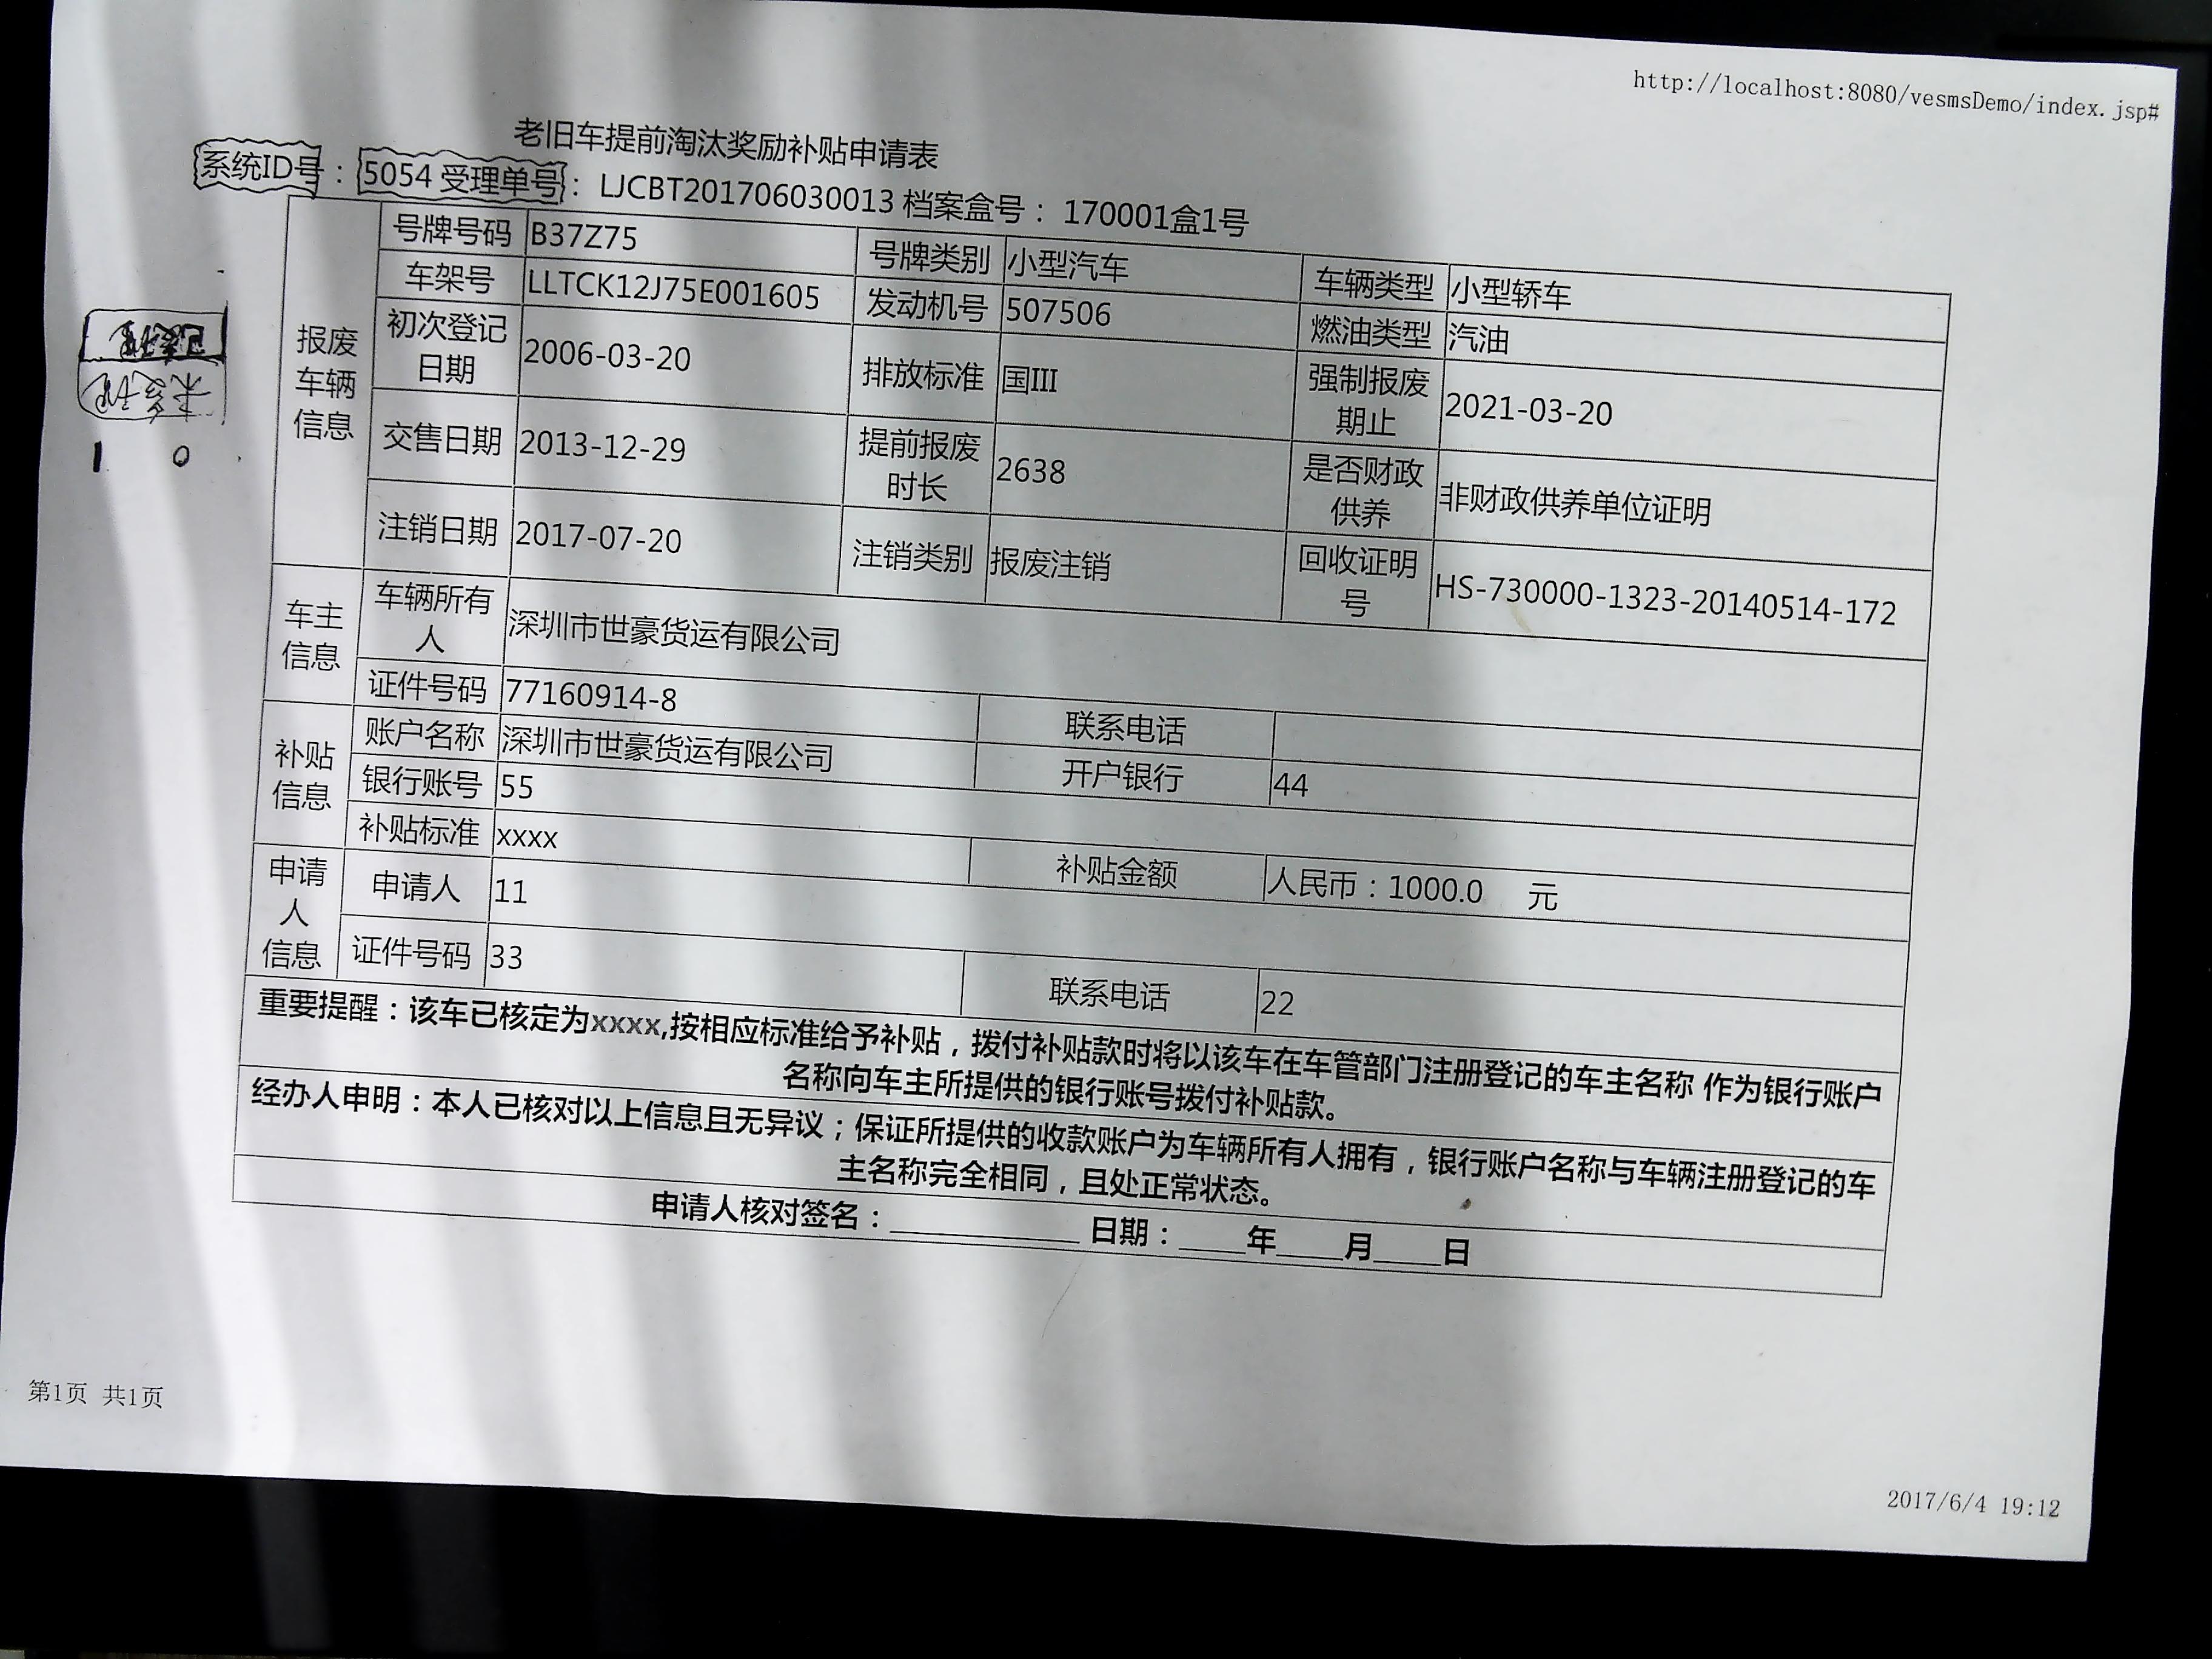 http://localhost:8080/vesmsDemo/index.jsp#
老旧车提前淘汰奖励补贴申请表
系统ID号：5054 受理单号：LJCBT201706030013 档案盒号：170001盒1号
报废车辆信息 号牌号码 B37Z75 号牌类别 小型汽车 车辆类型 小型轿车
车架号 LLTCK12J75E001605 发动机号 507506 燃油类型 汽油
初次登记日期 2006-03-20 排放标准 国III 强制报废期止 2021-03-20
交售日期 2013-12-29 提前报废时长 2638 是否财政供养 非财政供养单位证明
注销日期 2017-07-20 注销类别 报废注销 回收证明号 HS-730000-1323-20140514-172
车主信息 车辆所有人 深圳市世豪货运有限公司
证件号码 77160914-8 联系电话
补贴信息 账户名称 深圳市世豪货运有限公司 开户银行 44
银行账号 55
补贴标准 xxxx 补贴金额 人民币：1000.0 元
申请人信息 申请人 11
证件号码 33 联系电话 22
重要提醒：该车已核定为xxxx,按相应标准给予补贴，拨付补贴款时将以该车在车管部门注册登记的车主名称 作为银行账户
名称向车主所提供的银行账号拨付补贴款。
经办人申明：本人已核对以上信息且无异议；保证所提供的收款账户为车辆所有人拥有，银行账户名称与车辆注册登记的车
主名称完全相同，且处正常状态。
申请人核对签名：____________ 日期：____年____月____日
1 0
第1页 共1页
2017/6/4 19:12